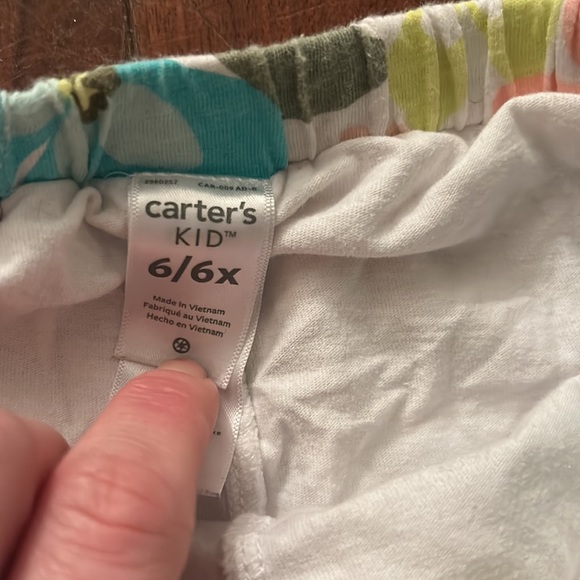 carter's
KID™
6/6x
Made in Vietnam
Fabriqué au Vietnam
Hecho en Vietnam